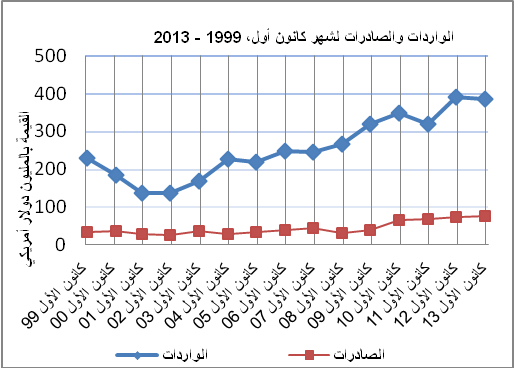 الواردات والصادرات لشهر كانون أول، 1999 - 2013
القيمة بالمليون دولار أمريكي
500
400
300
200
100
0
كانون الأول 99
كانون الأول 00
كانون الأول 01
كانون الأول 02
كانون الأول 03
كانون الأول 04
كانون الأول 05
كانون الأول 06
كانون الأول 07
كانون الأول 08
كانون الأول 09
كانون الأول 10
كانون الأول 11
كانون الأول 12
كانون الأول 13
الواردات
الصادرات